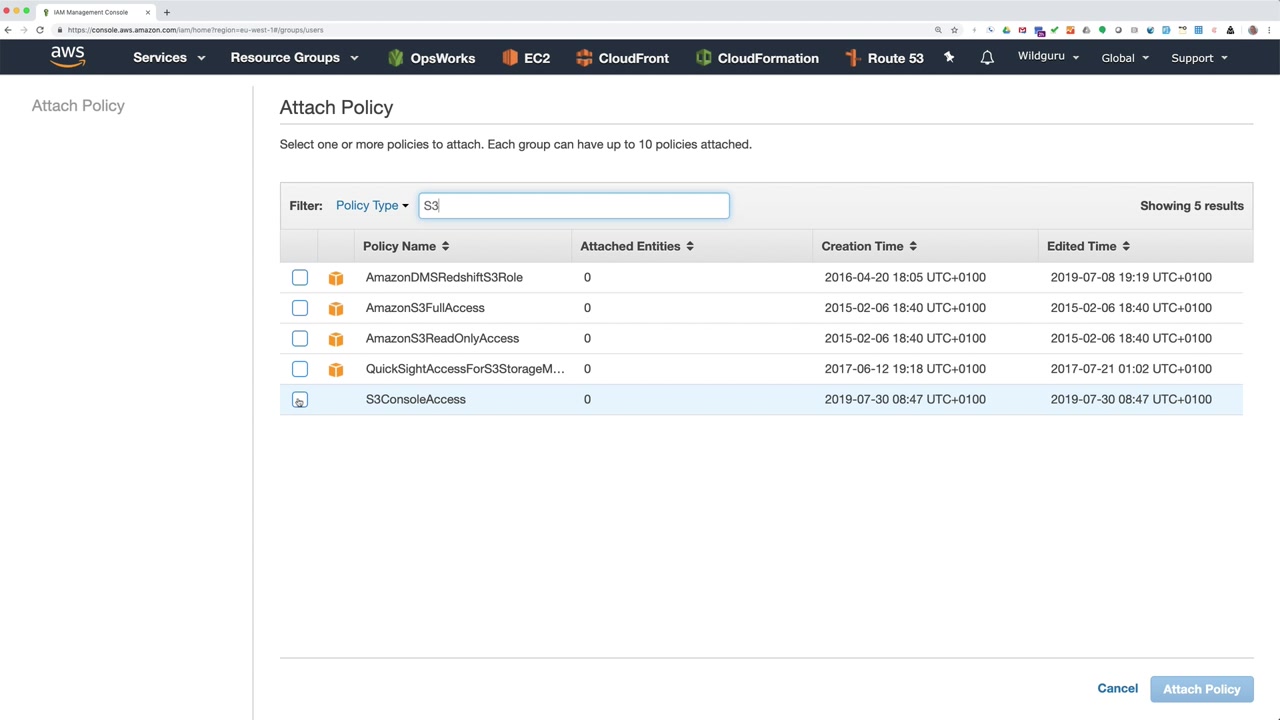 IAM Management Console
https://console.aws.amazon.com/iam/home?region=eu-west-1#/groups/users
aws Services Resource Groups OpsWorks EC2 CloudFront CloudFormation Route 53 Wildguru Global Support
Attach Policy
Attach Policy
Select one or more policies to attach. Each group can have up to 10 policies attached.
Filter: Policy Type S3 Showing 5 results
Policy Name Attached Entities Creation Time Edited Time
AmazonDMSRedshiftS3Role 0 2016-04-20 18:05 UTC+0100 2019-07-08 19:19 UTC+0100
AmazonS3FullAccess 0 2015-02-06 18:40 UTC+0100 2015-02-06 18:40 UTC+0100
AmazonS3ReadOnlyAccess 0 2015-02-06 18:40 UTC+0100 2015-02-06 18:40 UTC+0100
QuickSightAccessForS3StorageM... 0 2017-06-12 19:18 UTC+0100 2017-07-21 01:02 UTC+0100
S3ConsoleAccess 0 2019-07-30 08:47 UTC+0100 2019-07-30 08:47 UTC+0100
Cancel Attach Policy